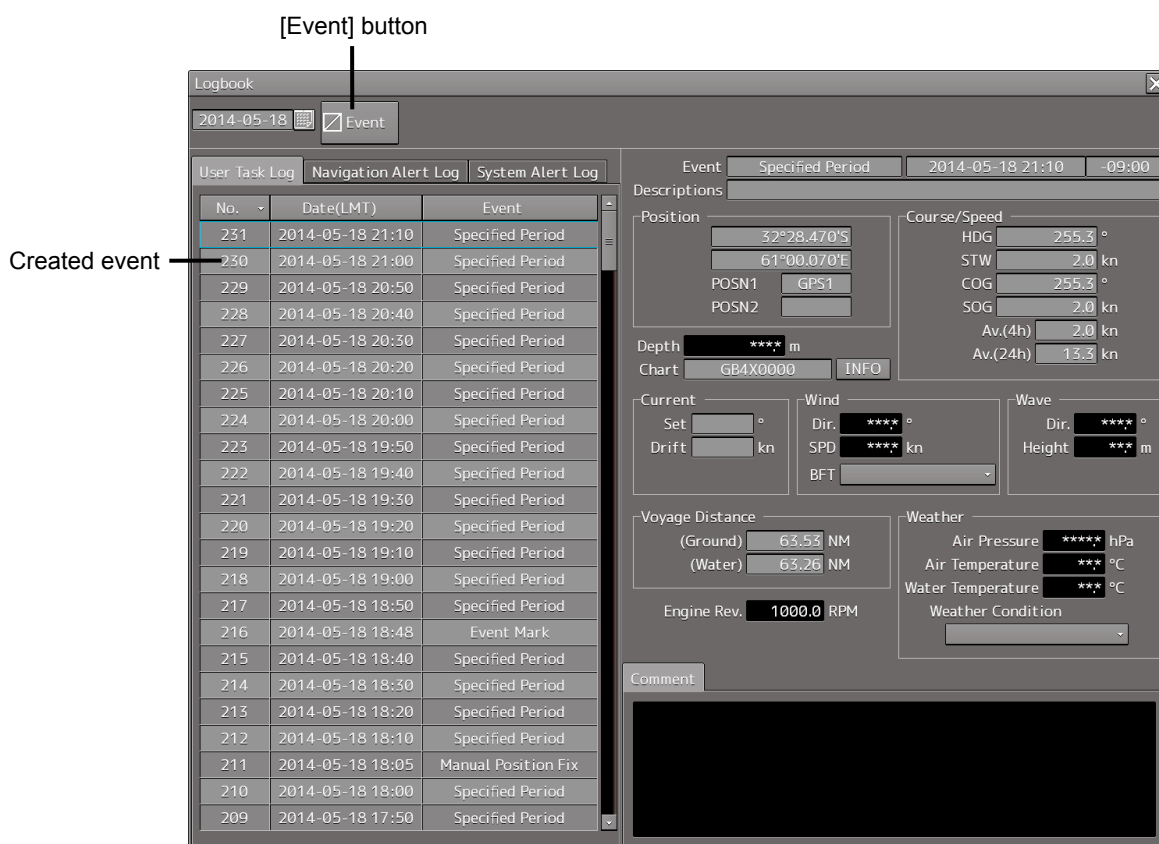 [Event] button
Logbook
2014-05-18 Event
User Task Log Navigation Alert Log System Alert Log
No. Date(LMT) Event
Created event
231 2014-05-18 21:10 Specified Period
230 2014-05-18 21:00 Specified Period
229 2014-05-18 20:50 Specified Period
228 2014-05-18 20:40 Specified Period
227 2014-05-18 20:30 Specified Period
226 2014-05-18 20:20 Specified Period
225 2014-05-18 20:10 Specified Period
224 2014-05-18 20:00 Specified Period
223 2014-05-18 19:50 Specified Period
222 2014-05-18 19:40 Specified Period
221 2014-05-18 19:30 Specified Period
220 2014-05-18 19:20 Specified Period
219 2014-05-18 19:10 Specified Period
218 2014-05-18 19:00 Specified Period
217 2014-05-18 18:50 Specified Period
216 2014-05-18 18:48 Event Mark
215 2014-05-18 18:40 Specified Period
214 2014-05-18 18:30 Specified Period
213 2014-05-18 18:20 Specified Period
212 2014-05-18 18:10 Specified Period
211 2014-05-18 18:05 Manual Position Fix
210 2014-05-18 18:00 Specified Period
209 2014-05-18 17:50 Specified Period
Event Specified Period 2014-05-18 21:10 -09:00
Descriptions
Position
32°28.470'S
61°00.070'E
POSN1 GPS1
POSN2
Course/Speed
HDG 255.3 °
STW 2.0 kn
COG 255.3 °
SOG 2.0 kn
Av.(4h) 2.0 kn
Av.(24h) 13.3 kn
Depth ***.* m
Chart GB4X0000 INFO
Current
Set °
Drift kn
Wind
Dir. ***.* °
SPD ***.* kn
BFT
Wave
Dir. ***.* °
Height **.* m
Voyage Distance
(Ground) 63.53 NM
(Water) 63.26 NM
Engine Rev. 1000.0 RPM
Weather
Air Pressure ****.* hPa
Air Temperature **.* °C
Water Temperature **.* °C
Weather Condition
Comment